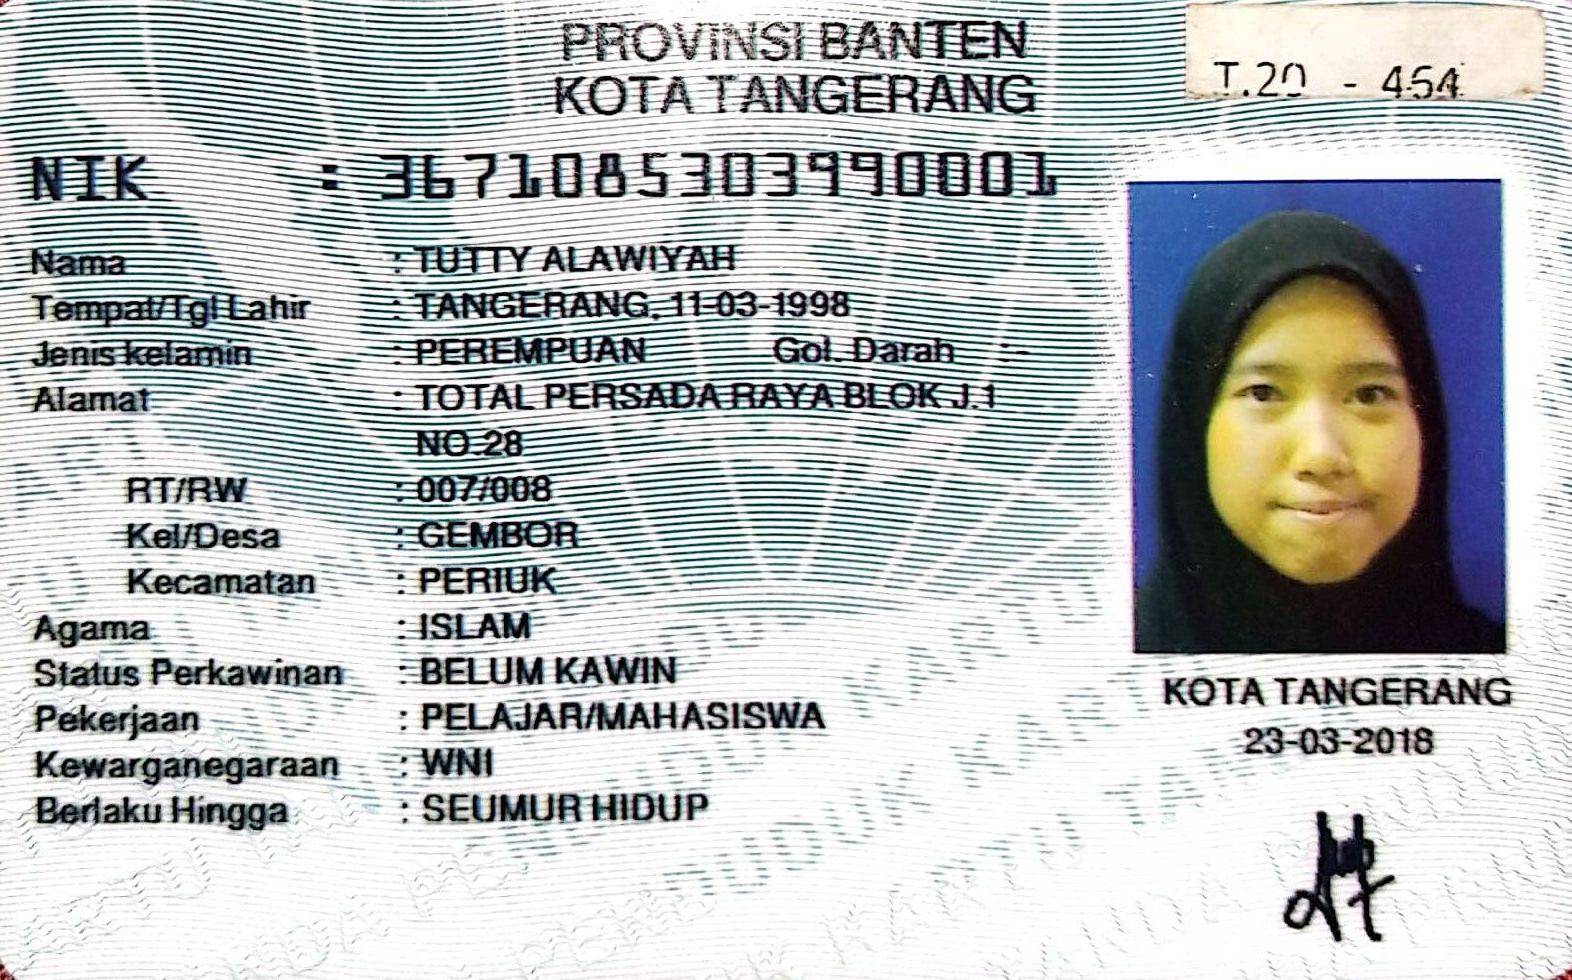 PROVINSI BANTEN
KOTA TANGERANG
T.20 - 454
NIK : 3671085303990001
Nama : TUTTY ALAWIYAH
Tempat/Tgl Lahir : TANGERANG, 11-03-1998
Jenis kelamin : PEREMPUAN Gol. Darah : -
Alamat : TOTAL PERSADA RAYA BLOK J.1
NO.28
RT/RW : 007/008
Kel/Desa : GEMBOR
Kecamatan : PERIUK
Agama : ISLAM
Status Perkawinan : BELUM KAWIN
Pekerjaan : PELAJAR/MAHASISWA
Kewarganegaraan : WNI
Berlaku Hingga : SEUMUR HIDUP
KOTA TANGERANG
23-03-2018